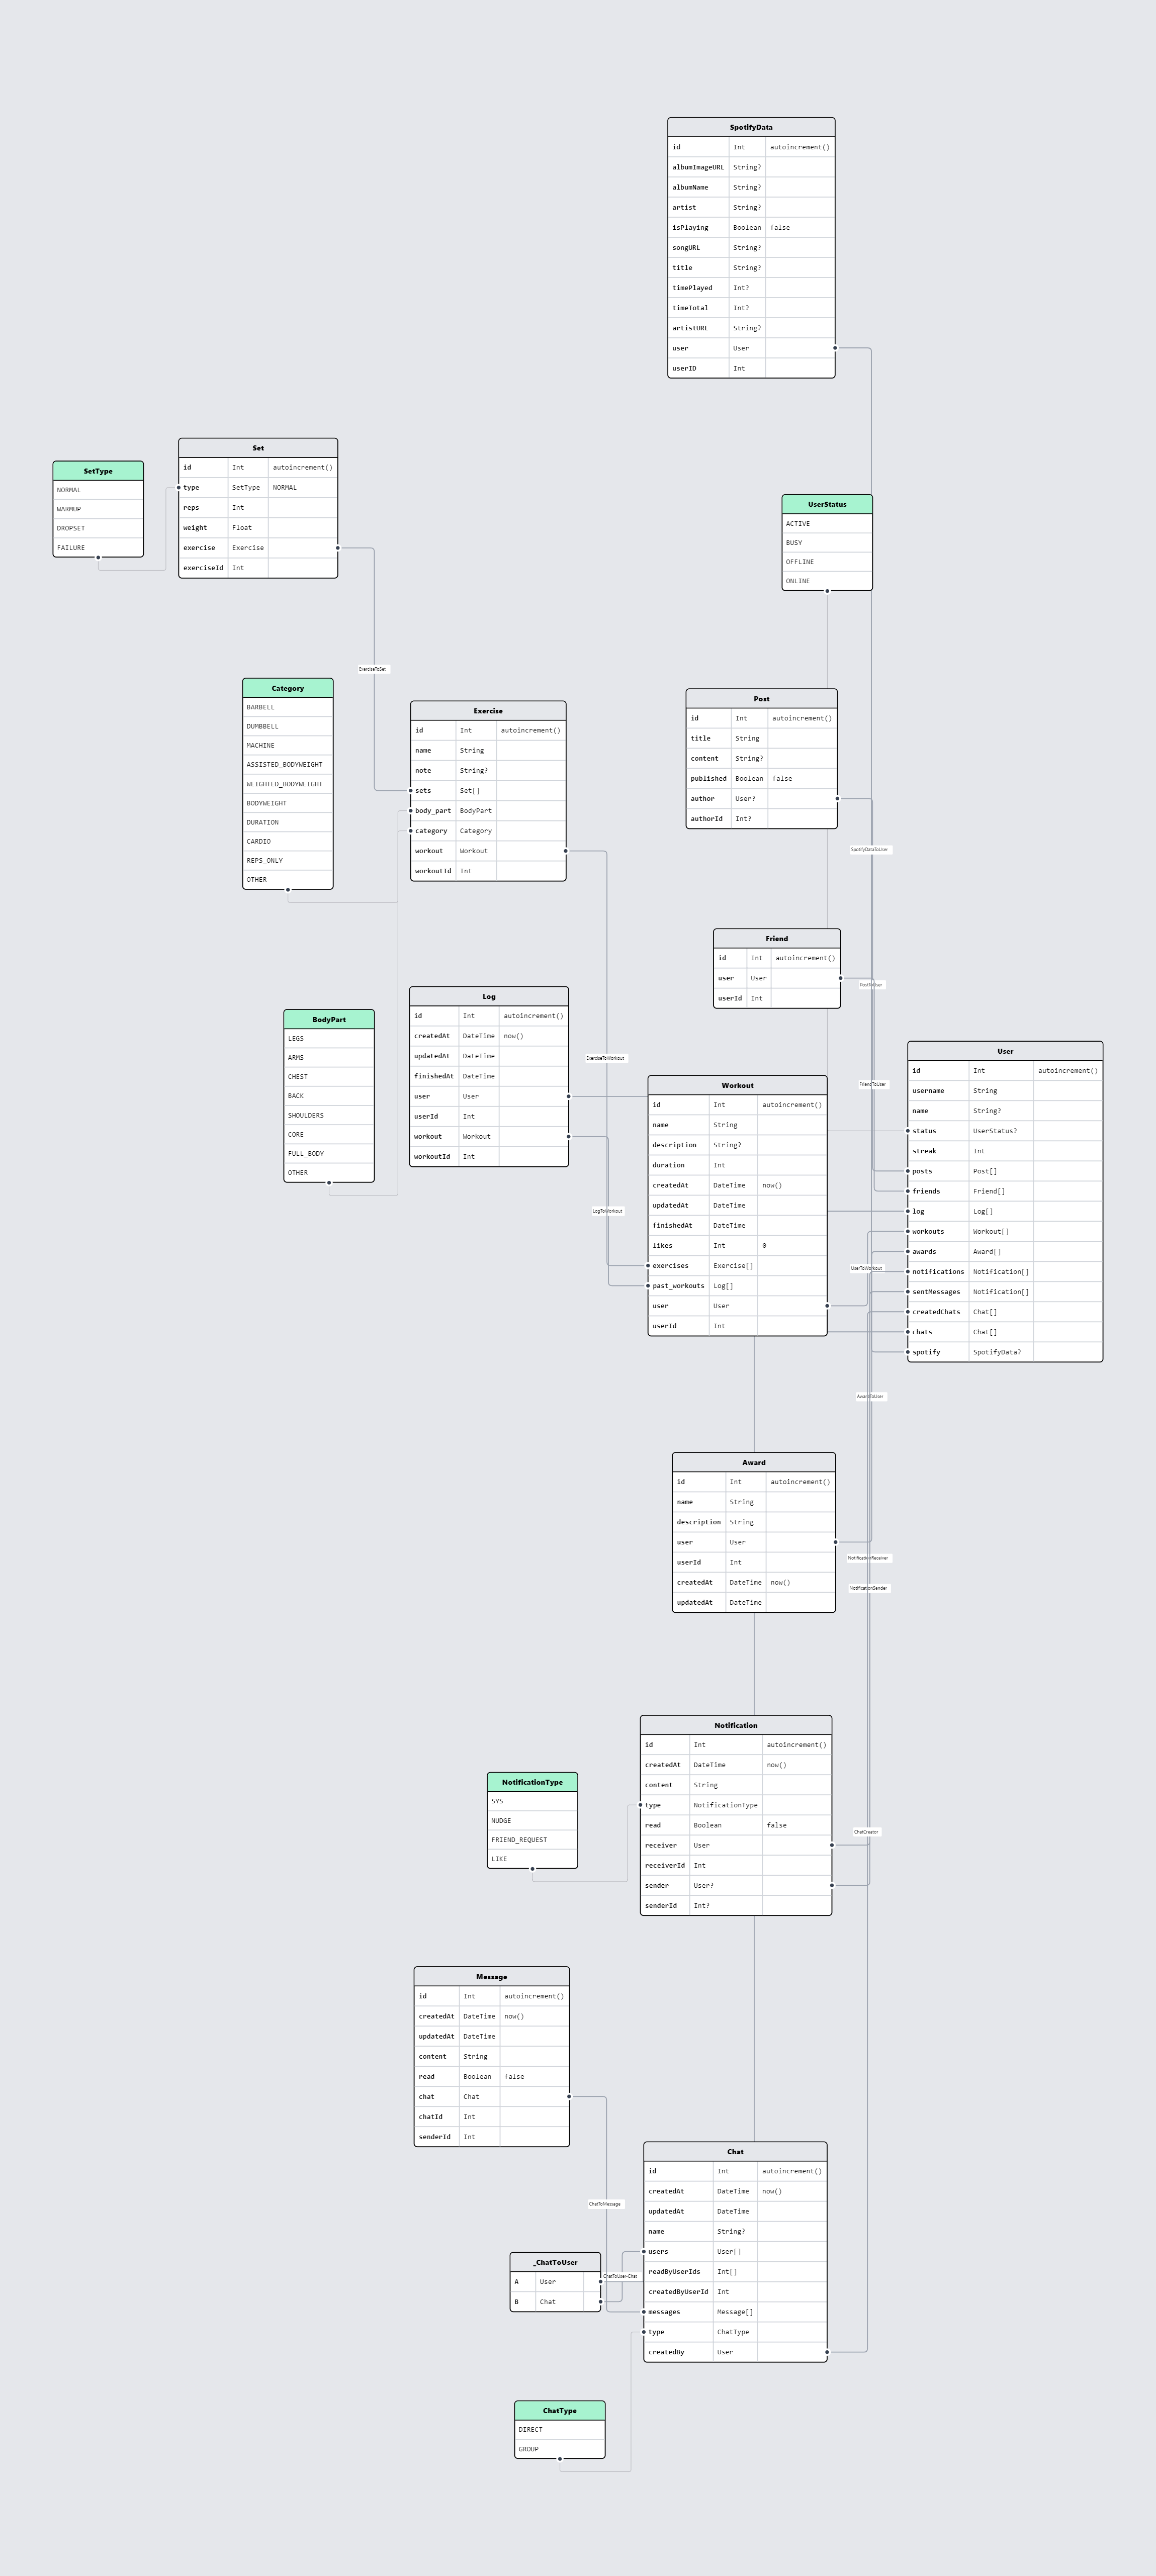 SpotifyData
id Int autoincrement()
albumImageURL String?
albumName String?
artist String?
isPlaying Boolean false
songURL String?
title String?
timePlayed Int?
timeTotal Int?
artistURL String?
user User
userID Int
Set
id Int autoincrement()
type SetType NORMAL
reps Int
weight Float
exercise Exercise
exerciseId Int
SetType
NORMAL
WARMUP
DROPSET
FAILURE
UserStatus
ACTIVE
BUSY
OFFLINE
ONLINE
ExerciseToSet
Category
BARBELL
DUMBBELL
MACHINE
ASSISTED_BODYWEIGHT
WEIGHTED_BODYWEIGHT
BODYWEIGHT
DURATION
CARDIO
REPS_ONLY
OTHER
Exercise
id Int autoincrement()
name String
note String?
sets Set[]
body_part BodyPart
category Category
workout Workout
workoutId Int
Post
id Int autoincrement()
title String
content String?
published Boolean false
author User?
authorId Int?
SpotifyDataToUser
Friend
id Int autoincrement()
user User
userId Int
PostToUser
Log
id Int autoincrement()
createdAt DateTime now()
updatedAt DateTime
finishedAt DateTime
user User
userId Int
workout Workout
workoutId Int
BodyPart
LEGS
ARMS
CHEST
BACK
SHOULDERS
CORE
FULL_BODY
OTHER
ExerciseToWorkout
FriendToUser
LogToWorkout
Workout
id Int autoincrement()
name String
description String?
duration Int
createdAt DateTime now()
updatedAt DateTime
finishedAt DateTime
likes Int 0
exercises Exercise[]
past_workouts Log[]
user User
userId Int
User
id Int autoincrement()
username String
name String?
status UserStatus?
streak Int
posts Post[]
friends Friend[]
log Log[]
workouts Workout[]
awards Award[]
notifications Notification[]
sentMessages Notification[]
createdChats Chat[]
chats Chat[]
spotify SpotifyData?
UserToWorkout
AwardToUser
Award
id Int autoincrement()
name String
description String
user User
userId Int
createdAt DateTime now()
updatedAt DateTime
NotificationReceiver
NotificationSender
Notification
id Int autoincrement()
createdAt DateTime now()
content String
type NotificationType
read Boolean false
receiver User
receiverId Int
sender User?
senderId Int?
NotificationType
SYS
NUDGE
FRIEND_REQUEST
LIKE
ChatCreator
Message
id Int autoincrement()
createdAt DateTime now()
updatedAt DateTime
content String
read Boolean false
chat Chat
chatId Int
senderId Int
ChatToMessage
Chat
id Int autoincrement()
createdAt DateTime now()
updatedAt DateTime
name String?
users User[]
readByUserIds Int[]
createdByUserId Int
messages Message[]
type ChatType
createdBy User
_ChatToUser
A User
B Chat
ChatToUser-Chat
ChatType
DIRECT
GROUP